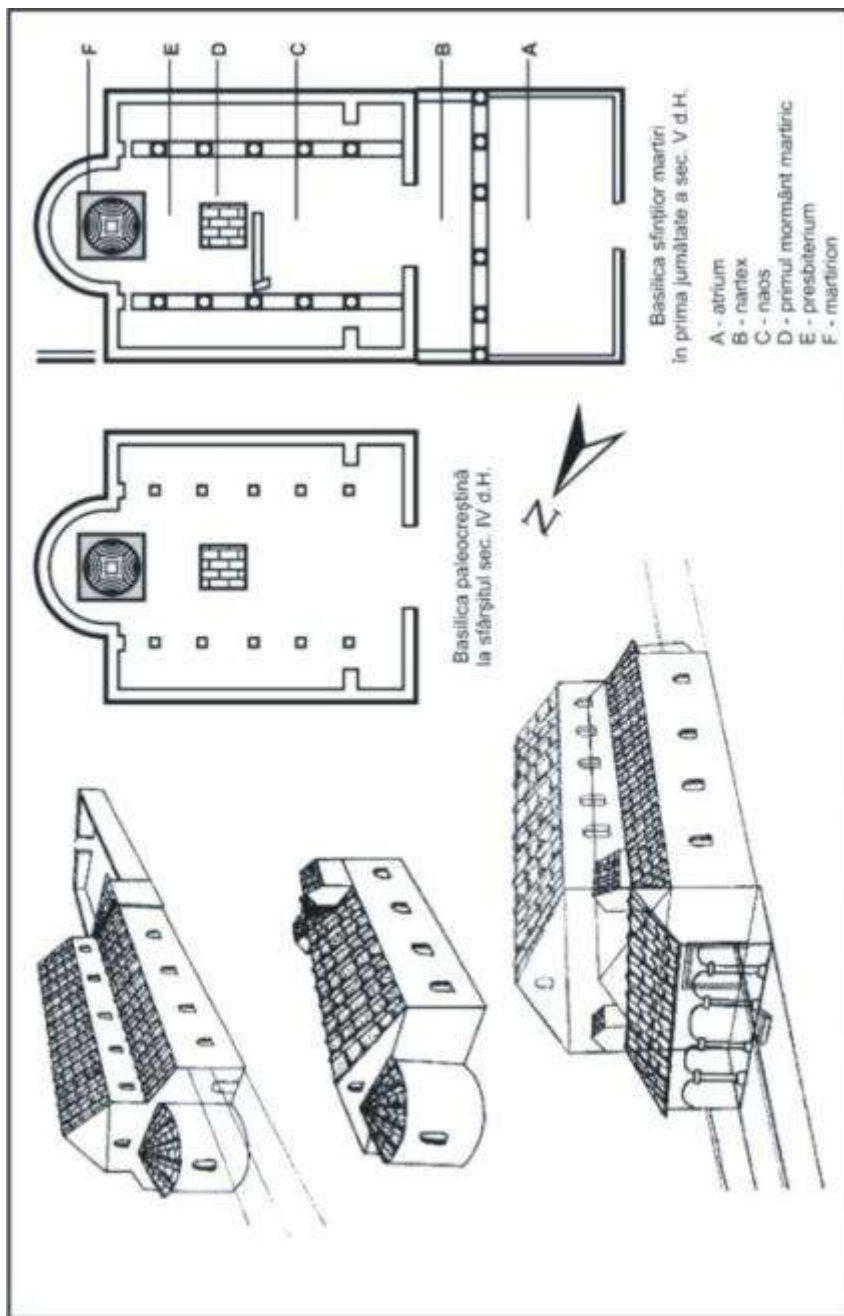 F
E
D
C
B
A
Basilica sfinților martiri
în prima jumătate a sec. V d.H.
A - atrium
B - nartex
C - naos
D - primul mormânt martiric
E - presbiterium
F - martirion
Basilica paleocreștină
la sfârșitul sec. IV d.H.
N